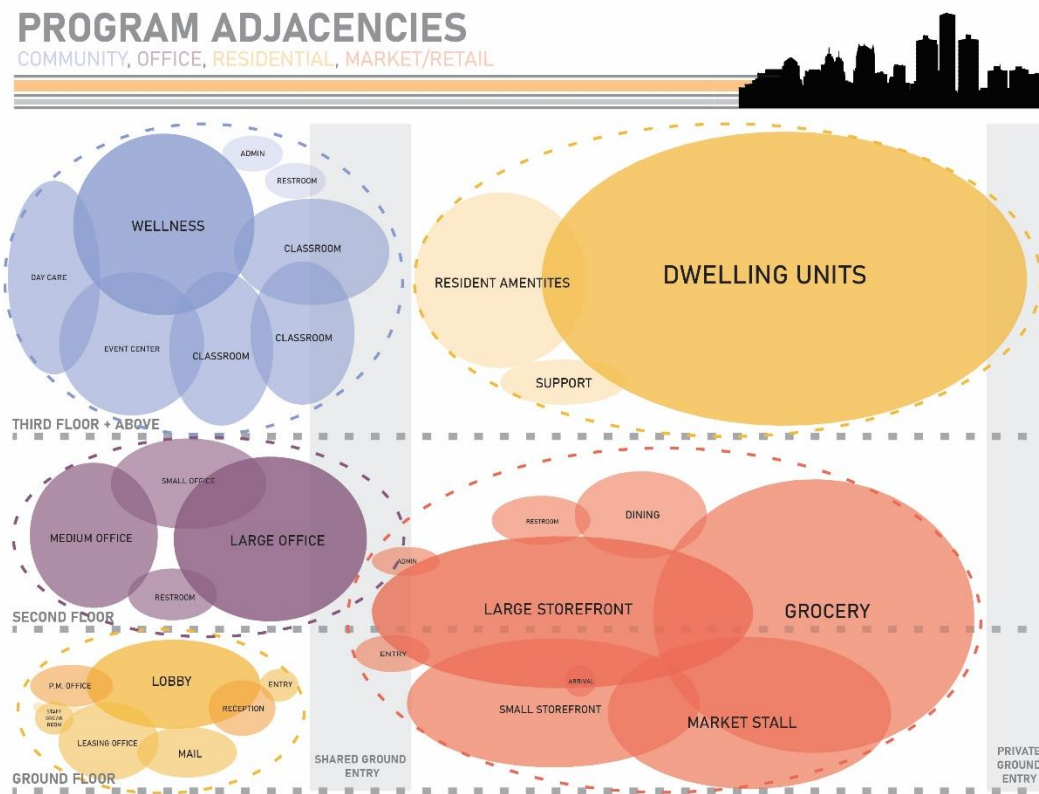 PROGRAM ADJACENCIES
COMMUNITY, OFFICE, RESIDENTIAL, MARKET/RETAIL
ADMIN
RESTROOM
WELLNESS
CLASSROOM
DAY CARE
EVENT CENTER
CLASSROOM
CLASSROOM
RESIDENT AMENTITES
DWELLING UNITS
SUPPORT
THIRD FLOOR + ABOVE
SMALL OFFICE
MEDIUM OFFICE
LARGE OFFICE
RESTROOM
SECOND FLOOR
RESTROOM
DINING
ADMIN
LARGE STOREFRONT
GROCERY
ENTRY
ARRIVAL
SMALL STOREFRONT
MARKET STALL
P.M. OFFICE
LOBBY
ENTRY
RECEPTION
STAFF
BREAK
ROOM
LEASING OFFICE
MAIL
GROUND FLOOR
SHARED GROUND
ENTRY
PRIVATE
GROUND
ENTRY